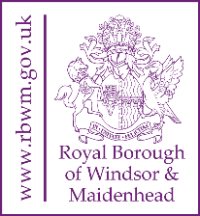 www.rbwm.gov.uk
Royal Borough
of Windsor &
Maidenhead